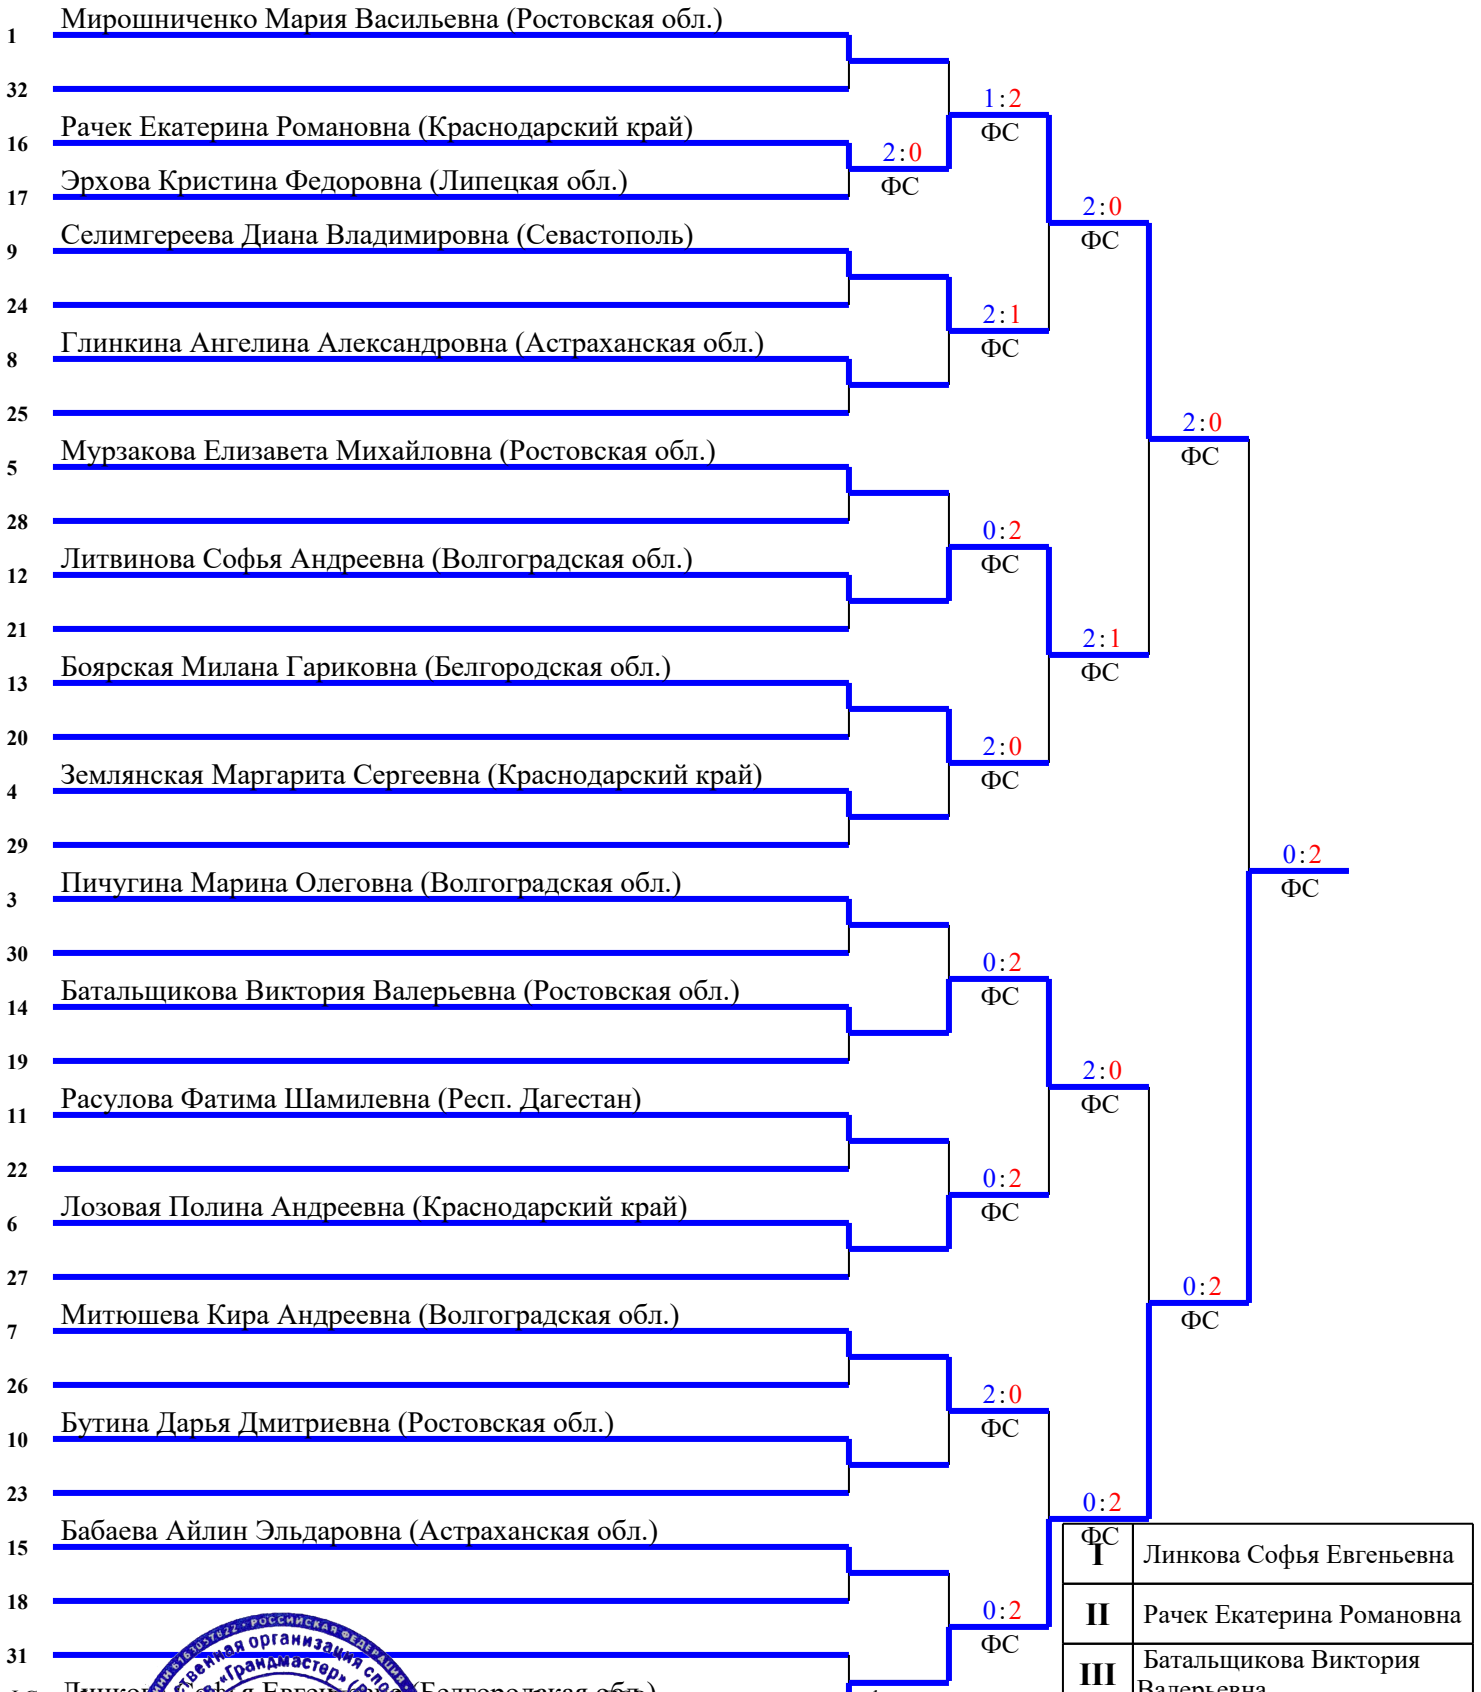 Мирошниченко Мария Васильевна (Ростовская обл.)
1
32
1:2
ФС
Рачек Екатерина Романовна (Краснодарский край)
16
2:0
ФС
Эрхова Кристина Федоровна (Липецкая обл.)
17
2:0
ФС
Селимгереева Диана Владимировна (Севастополь)
9
24
2:1
ФС
Глинкина Ангелина Александровна (Астраханская обл.)
8
25
2:0
ФС
Мурзакова Елизавета Михайловна (Ростовская обл.)
5
28
0:2
ФС
Литвинова Софья Андреевна (Волгоградская обл.)
12
21
2:1
ФС
Боярская Милана Гариковна (Белгородская обл.)
13
20
2:0
ФС
Землянская Маргарита Сергеевна (Краснодарский край)
4
29
0:2
ФС
Пичугина Марина Олеговна (Волгоградская обл.)
3
30
0:2
ФС
Батальщикова Виктория Валерьевна (Ростовская обл.)
14
19
2:0
ФС
Расулова Фатима Шамилевна (Респ. Дагестан)
11
22
0:2
ФС
Лозовая Полина Андреевна (Краснодарский край)
6
27
0:2
ФС
Митюшева Кира Андреевна (Волгоградская обл.)
7
26
2:0
ФС
Бутина Дарья Дмитриевна (Ростовская обл.)
10
23
0:2
ФС
Бабаева Айлин Эльдаровна (Астраханская обл.)
15
18
0:2
ФС
31
I Линкова Софья Евгеньевна
II Рачек Екатерина Романовна
III Батальщикова Виктория
Валерьевна
РОССИЙСКАЯ ФЕДЕРАЦИЯ
организация
«Грандмастер»
(Белгородская обл.)